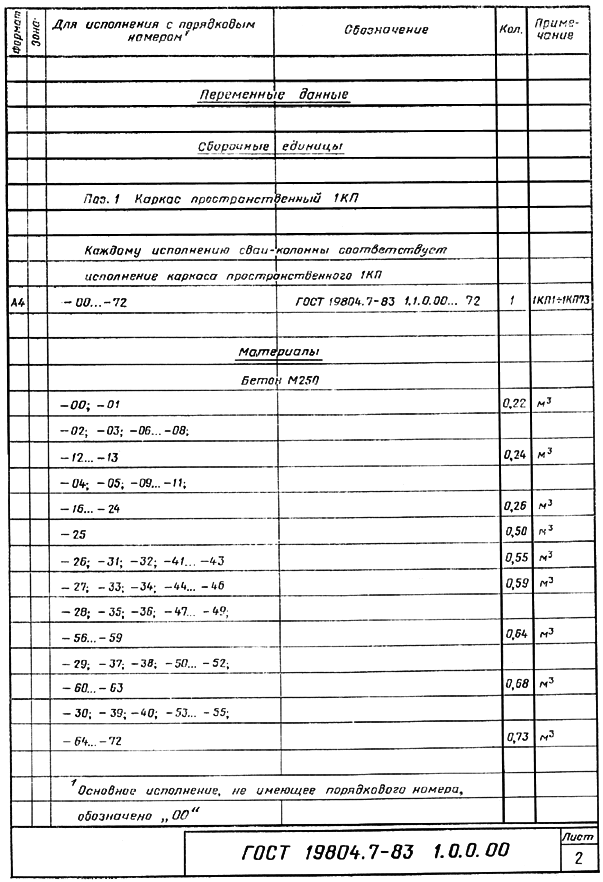 Формат
Зона
Для исполнения с порядковым номером¹
Обозначение
Кол.
Приме-
чание
Переменные данные
Сборочные единицы
Поз. 1 Каркас пространственный 1КП
Каждому исполнению сваи-колонны соответствует
исполнение каркаса пространственного 1КП
А4 -00...-72 ГОСТ 19804.7-83 1.1.0.00... 72 1 1КП1÷1КП73
Материалы
Бетон М250
-00; -01 0,22 м³
-02; -03; -06...-08;
-12...-13 0,24 м³
-04; -05; -09...-11;
-16...-24 0,26 м³
-25 0,50 м³
-26; -31; -32; -41...-43 0,55 м³
-27; -33; -34; -44...-46 0,59 м³
-28; -35; -36; -47...-49;
-56...-59 0,64 м³
-29; -37; -38; -50...-52;
-60...-63 0,68 м³
-30; -39; -40; -53...-55;
-64...-72 0,73 м³
¹ Основное исполнение, не имеющее порядкового номера,
обозначено „00“
ГОСТ 19804.7-83 1.0.0.00
Лист
2